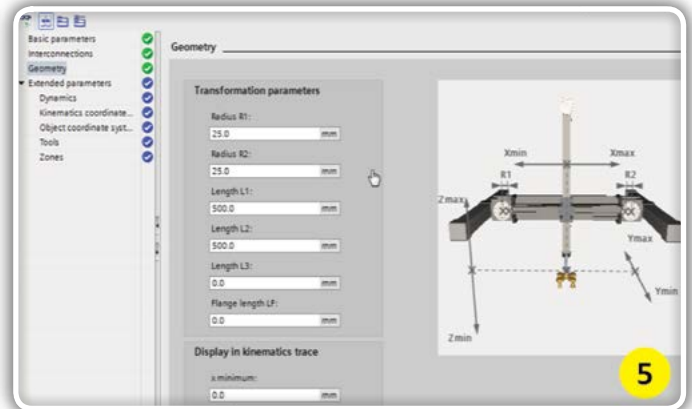 Basic parameters
Interconnections
Geometry
Extended parameters
Dynamics
Kinematics coordinate...
Object coordinate syst...
Tools
Zones
Geometry
Transformation parameters
Radius R1:
25.0 mm
Radius R2:
25.0 mm
Length L1:
500.0 mm
Length L2:
500.0 mm
Length L3:
0.0 mm
Flange length LF:
0.0 mm
Display in kinematics trace
x minimum:
0.0 mm
Xmin Xmax
R1 R2
Zmax
Ymax
Ymin
Zmin
5